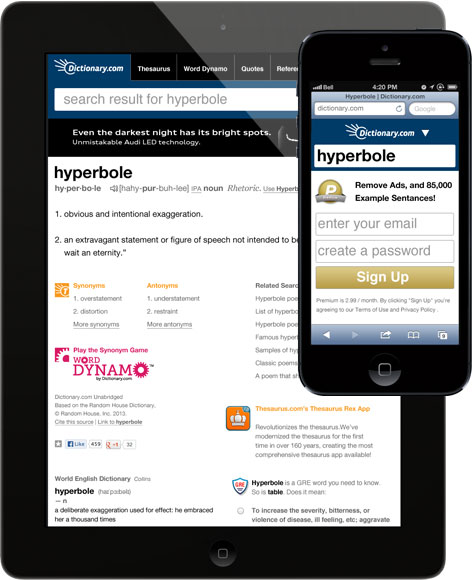 Dictionary.com
Thesaurus
Word Dynamo
Quotes
Refere
search result for hyperbole
Even the darkest night has its bright spots.
Unmistakable Audi LED technology.
hyperbole
hy·per·bo·le [hahy-pur-buh-lee] IPA noun Rhetoric. Use Hyperb
1. obvious and intentional exaggeration.
2. an extravagant statement or figure of speech not intended to be
wait an eternity."
Synonyms
1. overstatement
2. distortion
More synonyms
Antonyms
1. understatement
2. restraint
More antonyms
Related Sear
Hyperbole poe
List of hyperbo
Hyperbole poe
Famous hyperl
Samples of hy
Classic poems
A poem that sh
Play the Synonym Game
WORD
DYNAMO™
by Dictionary.com
Dictionary.com Unabridged
Based on the Random House Dictionary,
© Random House, Inc. 2013.
Cite this source | Link to hyperbole
Like 459 +1 32
Thesaurus.com's Thesaurus Rex App
Revolutionizes the thesaurus.We've
modernized the thesaurus for the first
time in over 160 years, creating the most
comprehensive thesaurus app available!
World English Dictionary Collins
hyperbole (haɪˈpɜːbəlɪ)
— n
a deliberate exaggeration used for effect: he embraced
her a thousand times
GRE
Hyperbole is a GRE word you need to know.
So is table. Does it mean:
To increase the severity, bitterness, or
violence of disease, ill feeling, etc; aggravate
Bell
4:20 PM
Hyperbole | Dictionary.com
dictionary.com
Google
Dictionary.com
hyperbole
Remove Ads, and 85,000
Example Sentances!
enter your email
create a password
Sign Up
Premium is 2.99 / month. By clicking "Sign Up" you're
agreeing to our Terms of Use and Privacy Policy .